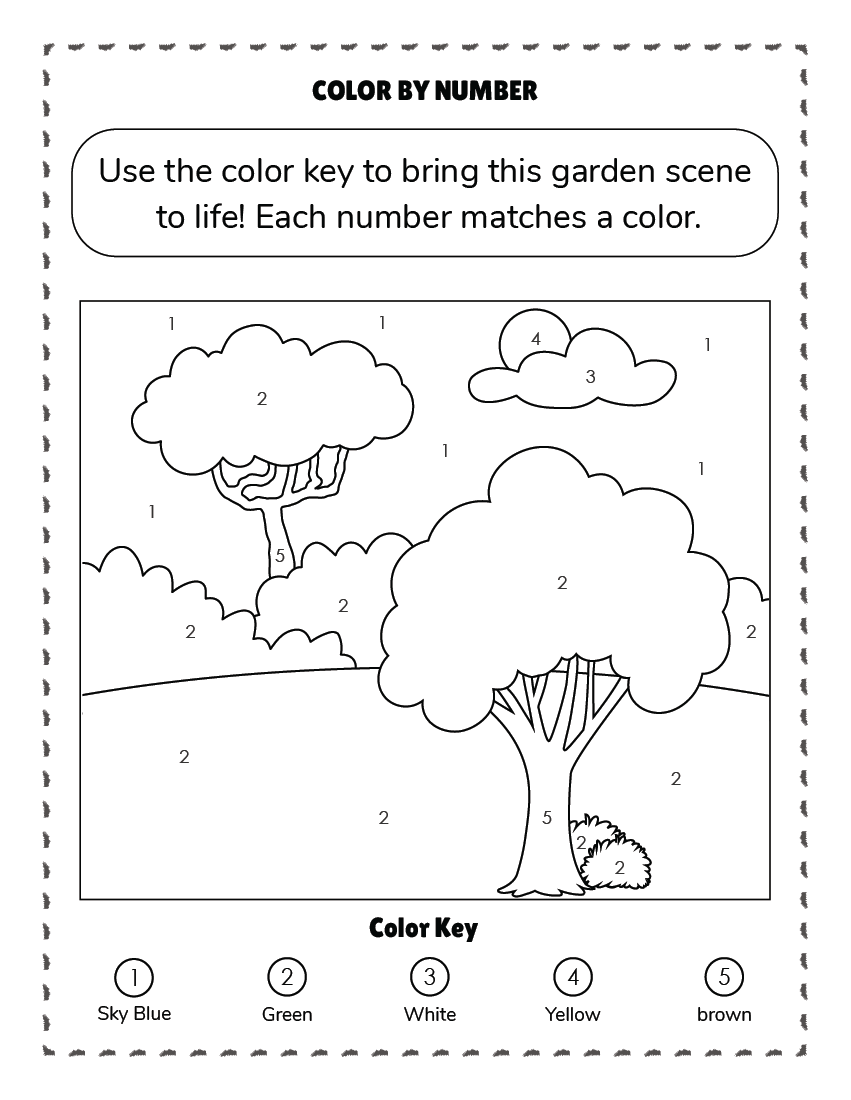 COLOR BY NUMBER
Use the color key to bring this garden scene
to life! Each number matches a color.
1 1
4 1
3
2
1
1
1
5
2
2
2 2
2
2
2 5
2
2
Color Key
1 2 3 4 5
Sky Blue Green White Yellow brown